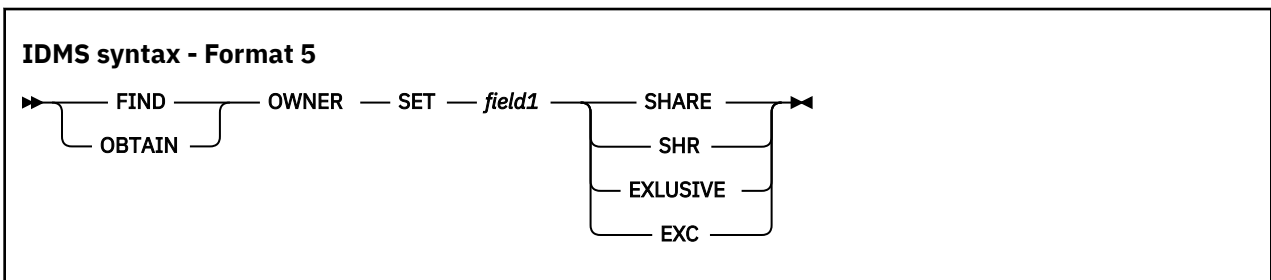 IDMS syntax - Format 5
FIND OWNER SET field1 SHARE
OBTAIN SHR
EXLUSIVE
EXC